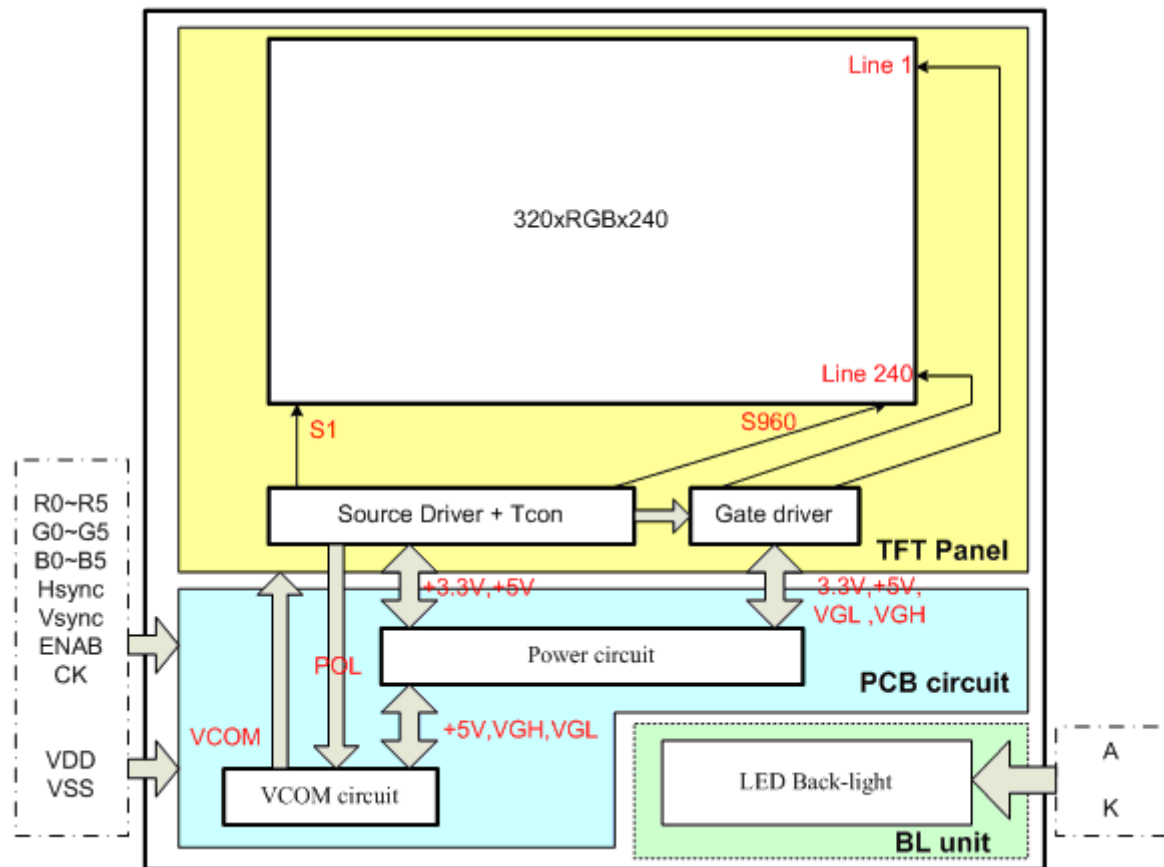 Line 1
320xRGBx240
Line 240
S1
S960
R0~R5
G0~G5
B0~B5
Hsync
Vsync
ENAB
CK
VDD
VSS
Source Driver + Tcon
Gate driver
TFT Panel
+3.3V,+5V
3.3V,+5V,
VGL ,VGH
POL
Power circuit
PCB circuit
VCOM
+5V,VGH,VGL
VCOM circuit
LED Back-light
BL unit
A
K